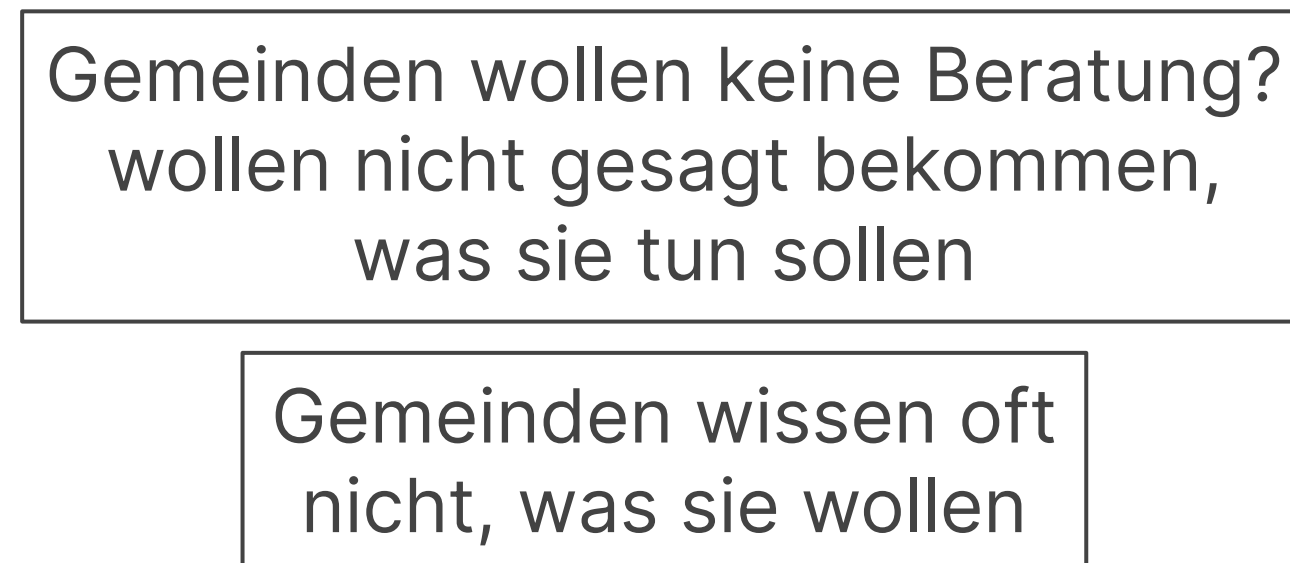 Gemeinden wollen keine Beratung?
wollen nicht gesagt bekommen,
was sie tun sollen
Gemeinden wissen oft
nicht, was sie wollen